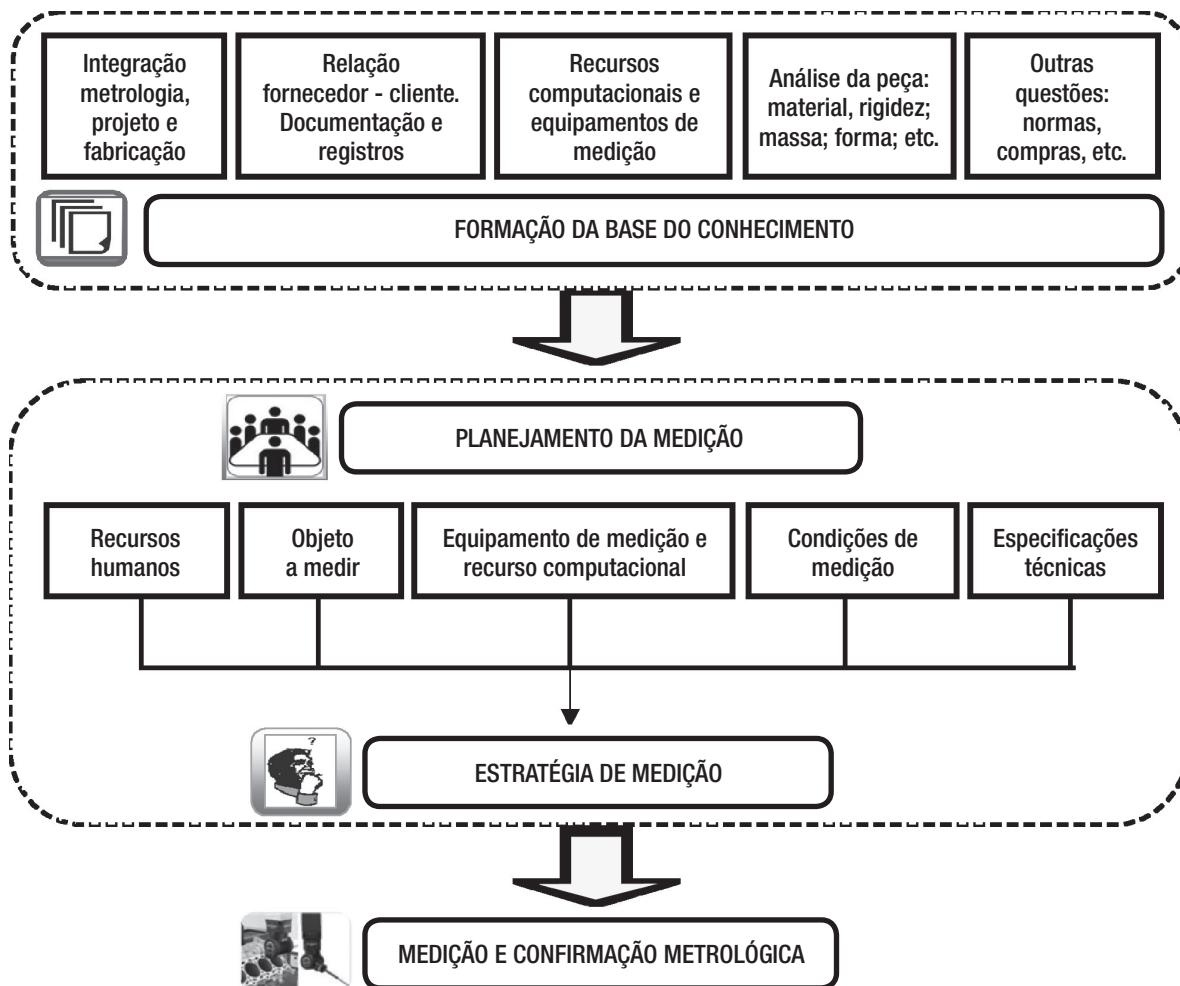 Integração
metrologia,
projeto e
fabricação
Relação
fornecedor - cliente.
Documentação e
registros
Recursos
computacionais e
equipamentos de
medição
Análise da peça:
material, rigidez;
massa; forma; etc.
Outras
questões:
normas,
compras, etc.
FORMAÇÃO DA BASE DO CONHECIMENTO
PLANEJAMENTO DA MEDIÇÃO
Recursos
humanos
Objeto
a medir
Equipamento de medição e
recurso computacional
Condições de
medição
Especificações
técnicas
?
ESTRATÉGIA DE MEDIÇÃO
MEDIÇÃO E CONFIRMAÇÃO METROLÓGICA